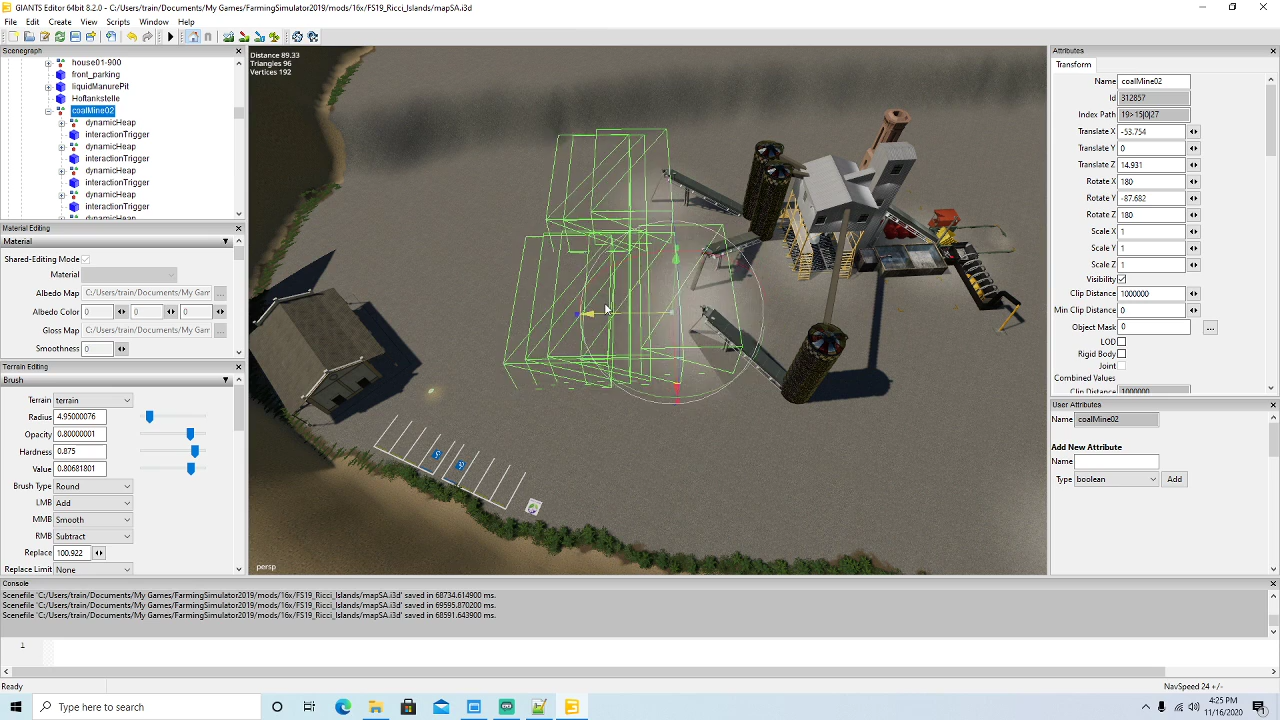 GIANTS Editor 64bit 8.2.0 - C:/Users/train/Documents/My Games/FarmingSimulator2019/mods/16x/FS19_Ricci_Islands/mapSA.i3d
File Edit Create View Scripts Window Help
Scenegraph
house01-900
front_parking
liquidManurePit
Hoflankstelle
coalMine02
dynamicHeap
interactionTrigger
dynamicHeap
interactionTrigger
dynamicHeap
interactionTrigger
dynamicHeap
interactionTrigger
dynamicHeap
Material Editing
Material
Shared-Editing Mode
Material
Albedo Map C:/Users/train/Documents/My Gam ...
Albedo Color 0 0 0
Gloss Map C:/Users/train/Documents/My Gam ...
Smoothness 0
Terrain Editing
Brush
Terrain terrain
Radius 4.95000076
Opacity 0.80000001
Hardness 0.875
Value 0.80681801
Brush Type Round
LMB Add
MMB Smooth
RMB Subtract
Replace 100.922
Replace Limit None
Distance 89.33
Triangles 96
Vertices 192
persp
Attributes
Transform
Name coalMine02
Id 312857
Index Path 19>15|0|27
Translate X -53.754
Translate Y 0
Translate Z 14.931
Rotate X 180
Rotate Y -87.682
Rotate Z 180
Scale X 1
Scale Y 1
Scale Z 1
Visibility
Clip Distance 1000000
Min Clip Distance 0
Object Mask 0 ...
LOD
Rigid Body
Joint
Combined Values
Clip Distance 1000000
User Attributes
Name coalMine02
Add New Attribute
Name
Type boolean Add
Console
Scenefile 'C:/Users/train/Documents/My Games/FarmingSimulator2019/mods/16x/FS19_Ricci_Islands/mapSA.i3d' saved in 68734.614900 ms.
Scenefile 'C:/Users/train/Documents/My Games/FarmingSimulator2019/mods/16x/FS19_Ricci_Islands/mapSA.i3d' saved in 69595.870200 ms.
Scenefile 'C:/Users/train/Documents/My Games/FarmingSimulator2019/mods/16x/FS19_Ricci_Islands/mapSA.i3d' saved in 68591.643900 ms.
1
Ready
NavSpeed 24 +/-
Type here to search
4:25 PM
11/16/2020